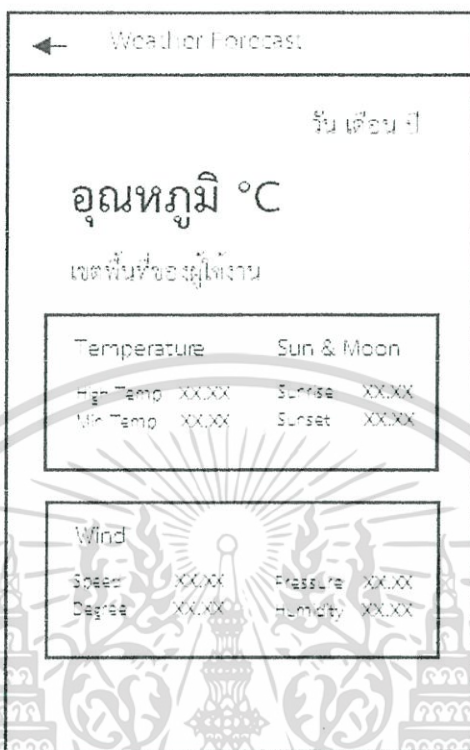 Weather Forecast
วัน เดือน ปี
อุณหภูมิ °C
เขตพื้นที่ของผู้ใช้งาน
Temperature Sun & Moon
High Temp XX.XX Sunrise XX.XX
Min Temp XX.XX Sunset XX.XX
Wind
Speed XX.XX Pressure XX.XX
Degree XX.XX Humidity XX.XX